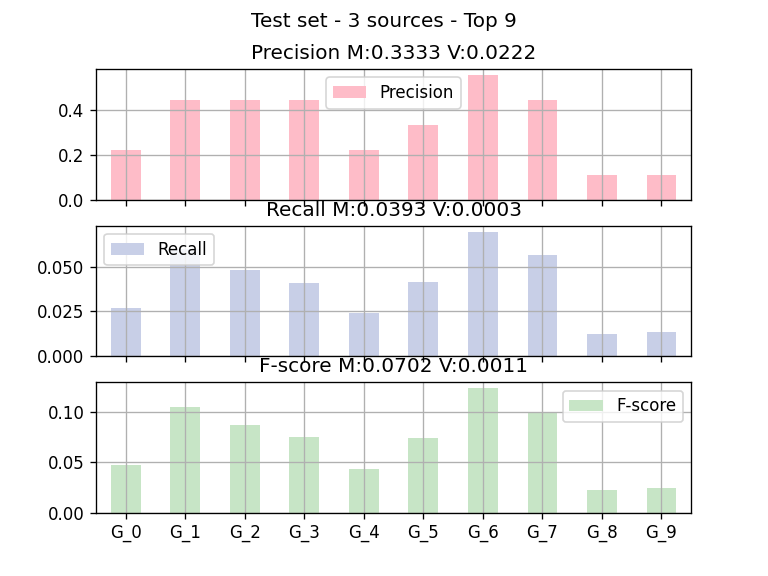 Test set - 3 sources - Top 9
Precision M:0.3333 V:0.0222
0.4
0.2
0.0
Precision
Recall M:0.0393 V:0.0003
0.050
0.025
0.000
Recall
F-score M:0.0702 V:0.0011
0.10
0.05
0.00
F-score
G_0 G_1 G_2 G_3 G_4 G_5 G_6 G_7 G_8 G_9